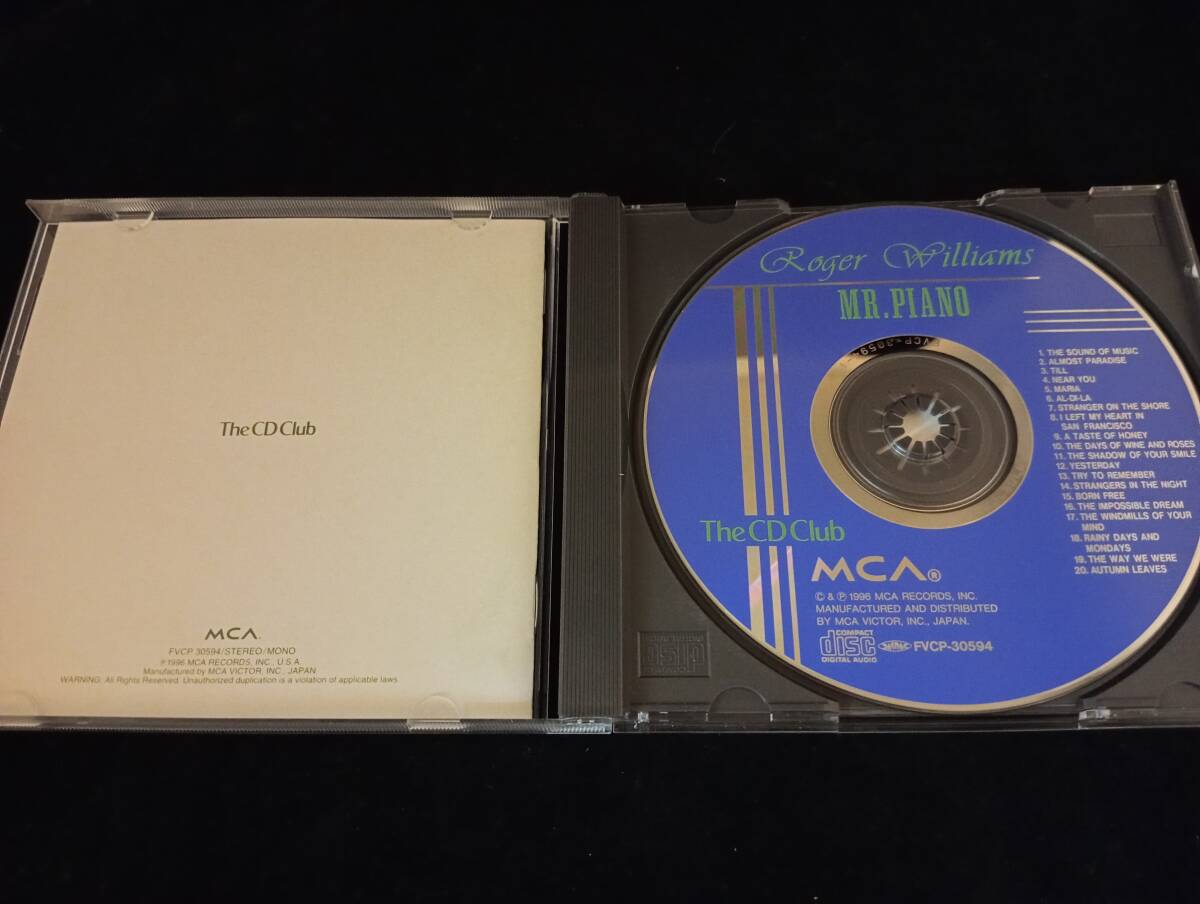 The CD Club
MCA
FVCP 30594/STEREO/MONO
℗1996 MCA RECORDS, INC., U.S.A.
Manufactured by MCA VICTOR, INC., JAPAN
WARNING: All Rights Reserved. Unauthorized duplication is a violation of applicable laws.
Roger Williams
MR.PIANO
1. THE SOUND OF MUSIC
2. ALMOST PARADISE
3. TILL
4. NEAR YOU
5. MARIA
6. AL-DI-LA
7. STRANGER ON THE SHORE
8. I LEFT MY HEART IN
SAN FRANCISCO
9. A TASTE OF HONEY
10. THE DAYS OF WINE AND ROSES
11. THE SHADOW OF YOUR SMILE
12. YESTERDAY
13. TRY TO REMEMBER
14. STRANGERS IN THE NIGHT
15. BORN FREE
16. THE IMPOSSIBLE DREAM
17. THE WINDMILLS OF YOUR
MIND
18. RAINY DAYS AND
MONDAYS
19. THE WAY WE WERE
20. AUTUMN LEAVES
The CD Club
MCA®
© & ℗ 1996 MCA RECORDS, INC.
MANUFACTURED AND DISTRIBUTED
BY MCA VICTOR, INC., JAPAN.
COMPACT
disc
DIGITAL AUDIO
FVCP-30594